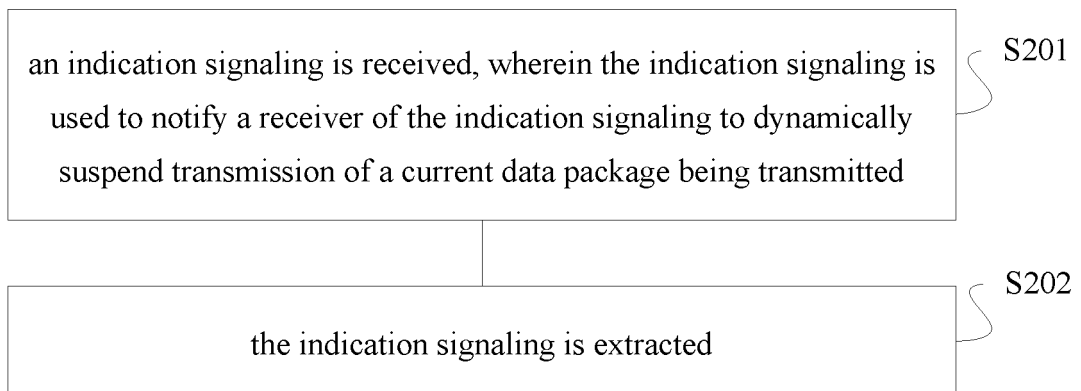 an indication signaling is received, wherein the indication signaling is
used to notify a receiver of the indication signaling to dynamically
suspend transmission of a current data package being transmitted
S201
the indication signaling is extracted
S202